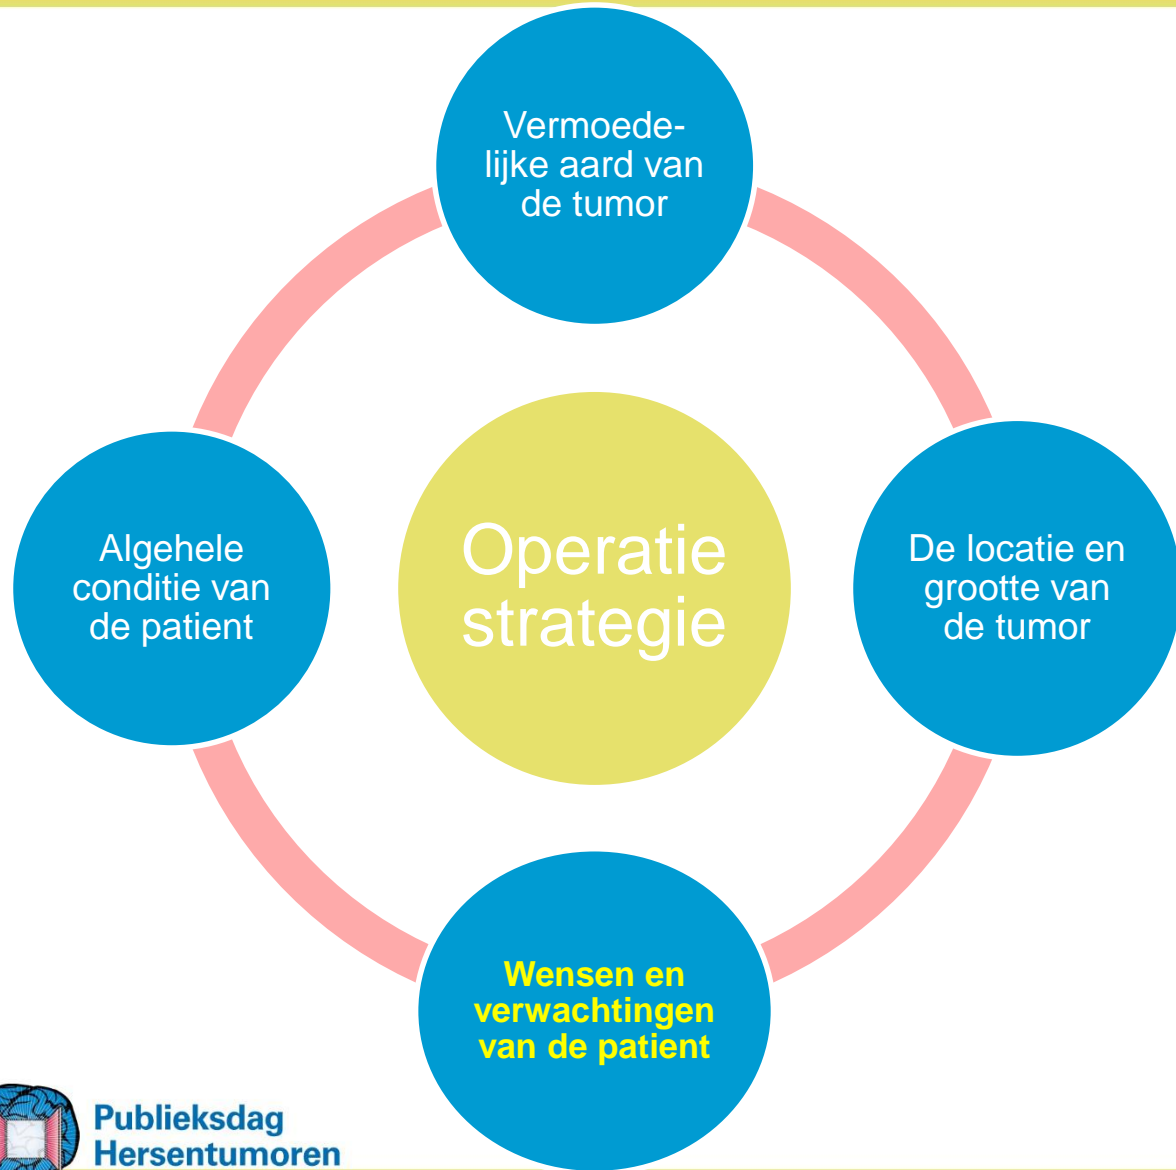 Vermoede-
lijke aard van
de tumor
Algehele
conditie van
de patient
Operatie
strategie
De locatie en
grootte van
de tumor
Wensen en
verwachtingen
van de patient
Publieksdag
Hersentumoren